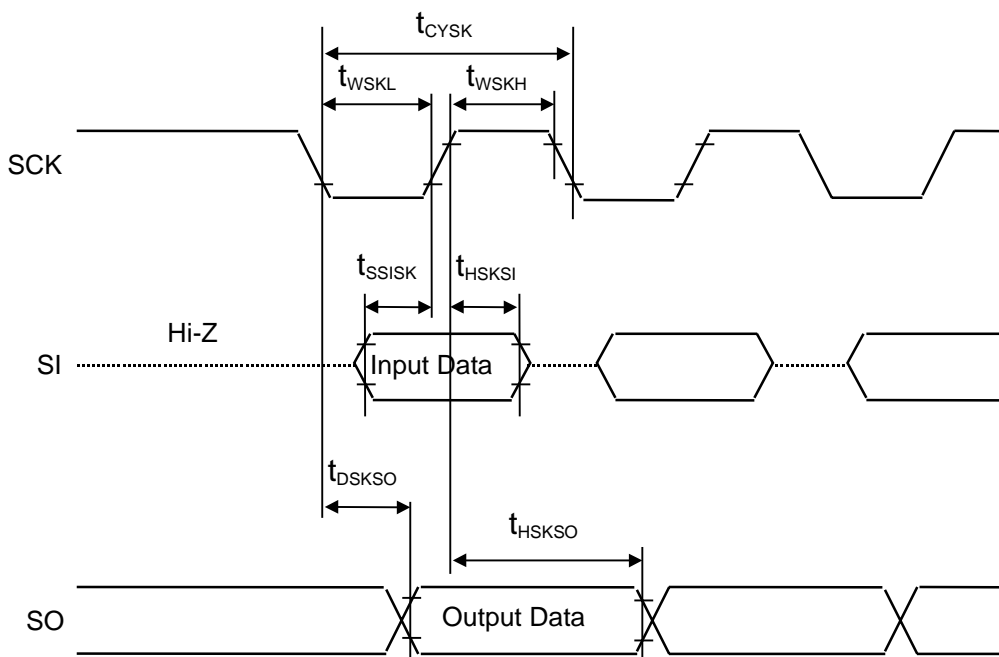 tCYSK
tWSKL tWSKH
SCK
tSSISK tHSKSI
Hi-Z
SI Input Data
tDSKSO
tHSKSO
SO Output Data